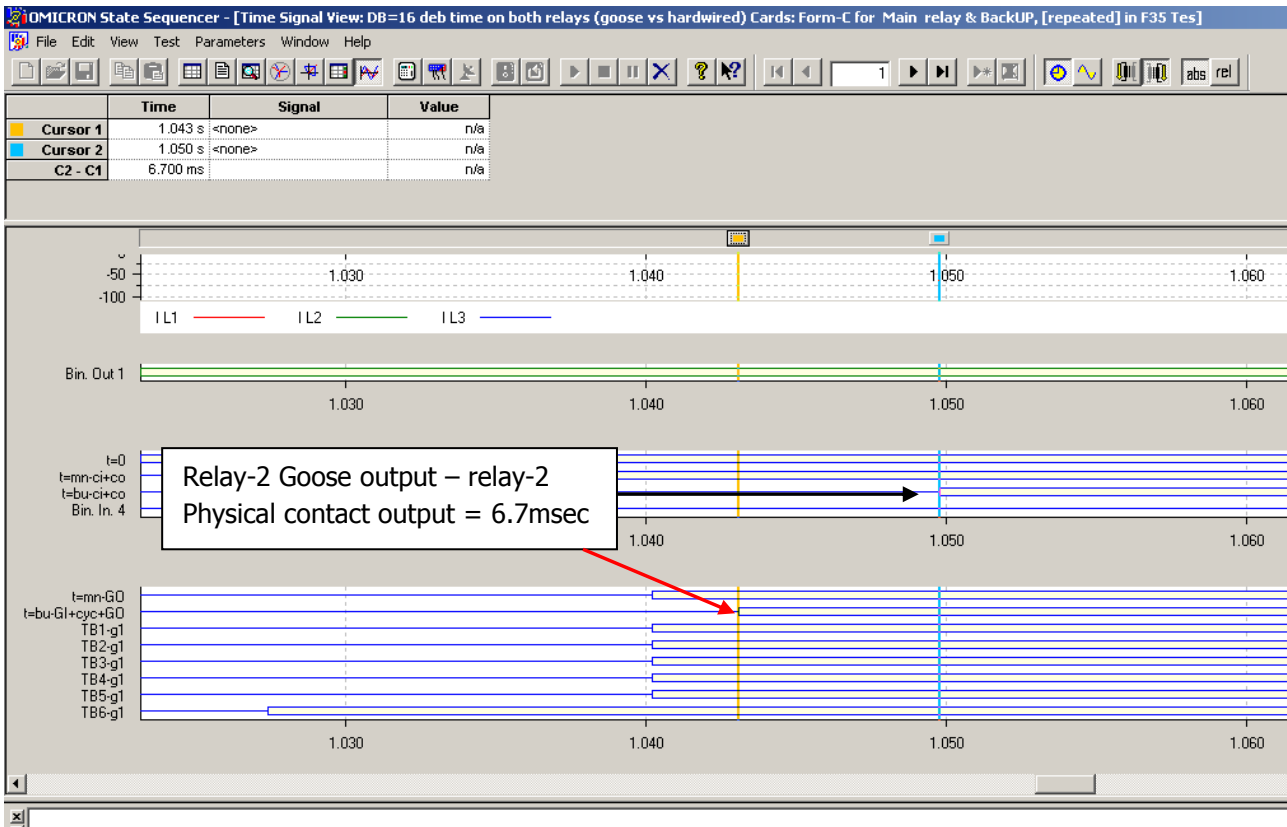 OMICRON State Sequencer - [Time Signal View: DB=16 deb time on both relays (goose vs hardwired) Cards: Form-C for Main relay & BackUP, [repeated] in F35 Tes]
File Edit View Test Parameters Window Help
1 abs rel
Time Signal Value
Cursor 1 1.043 s <none> n/a
Cursor 2 1.050 s <none> n/a
C2 - C1 6.700 ms n/a
-50 1.030 1.040 1.050 1.060
-100
I L1 I L2 I L3
Bin. Out 1
1.030 1.040 1.050 1.060
t=0
t=mn-ci+co
t=bu-ci+co
Bin. In. 4
Relay-2 Goose output – relay-2
Physical contact output = 6.7msec
1.040 1.050 1.060
t=mn-GO
t=bu-GI+cyc+GO
TB1-g1
TB2-g1
TB3-g1
TB4-g1
TB5-g1
TB6-g1
1.030 1.040 1.050 1.060